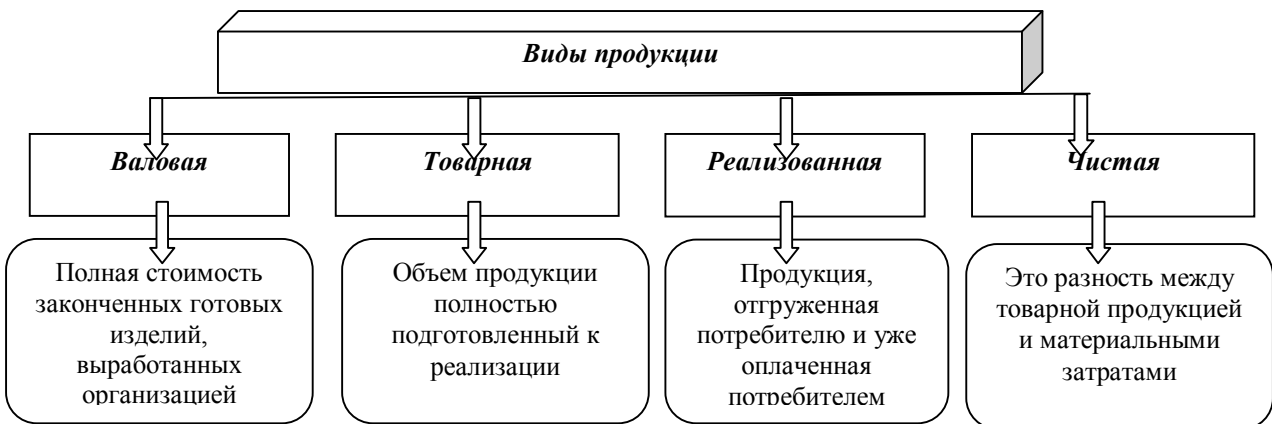 Виды продукции
Валовая
Товарная
Реализованная
Чистая
Полная стоимость
законченных готовых
изделий,
выработанных
организацией
Объем продукции
полностью
подготовленный к
реализации
Продукция,
отгруженная
потребителю и уже
оплаченная
потребителем
Это разность между
товарной продукцией
и материальными
затратами